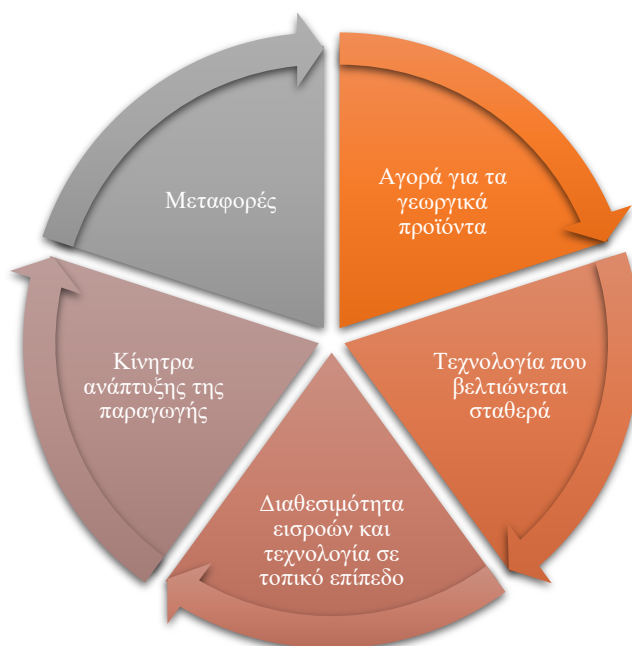 Αγορά για τα
γεωργικά
προϊόντα
Τεχνολογία που
βελτιώνεται
σταθερά
Διαθεσιμότητα
εισροών και
τεχνολογία σε
τοπικό επίπεδο
Κίνητρα
ανάπτυξης της
παραγωγής
Μεταφορές